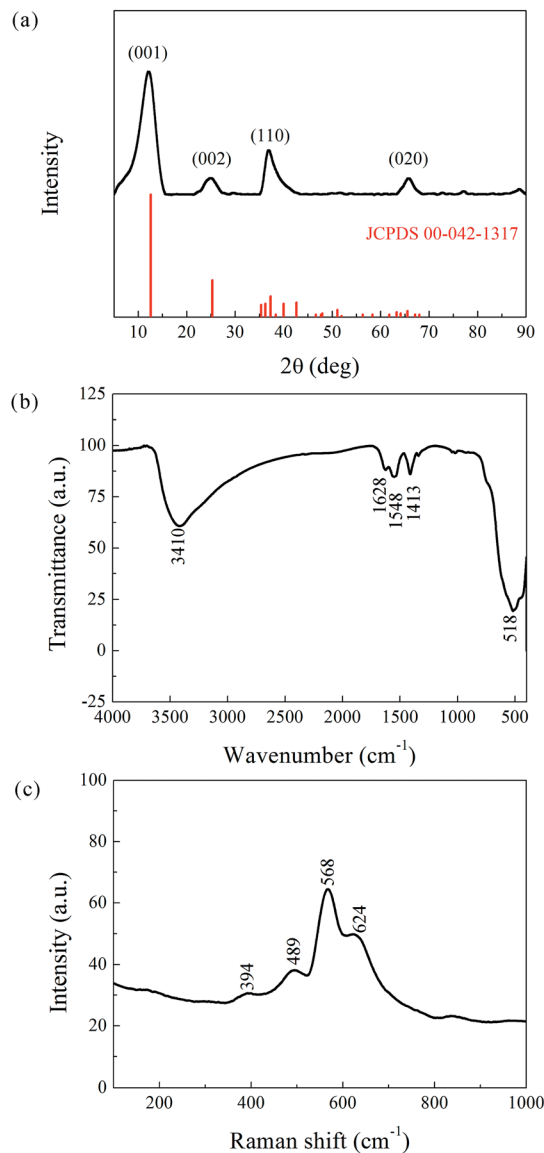 (a)
(001)
(002)
(110)
(020)
Intensity
JCPDS 00-042-1317
10 20 30 40 50 60 70 80 90
2θ (deg)
(b)
125
100
75
50
25
0
-25
Transmittance (a.u.)
3410
1628
1548
1413
518
4000 3500 3000 2500 2000 1500 1000 500
Wavenumber (cm⁻¹)
(c)
100
80
60
40
20
0
Intensity (a.u.)
394
489
568
624
200 400 600 800 1000
Raman shift (cm⁻¹)